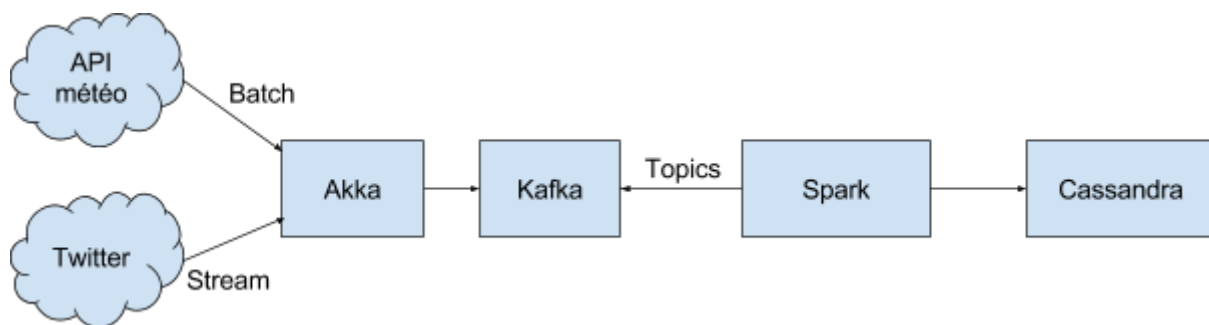 API
météo
Batch
Akka
Kafka
Topics
Spark
Cassandra
Twitter
Stream